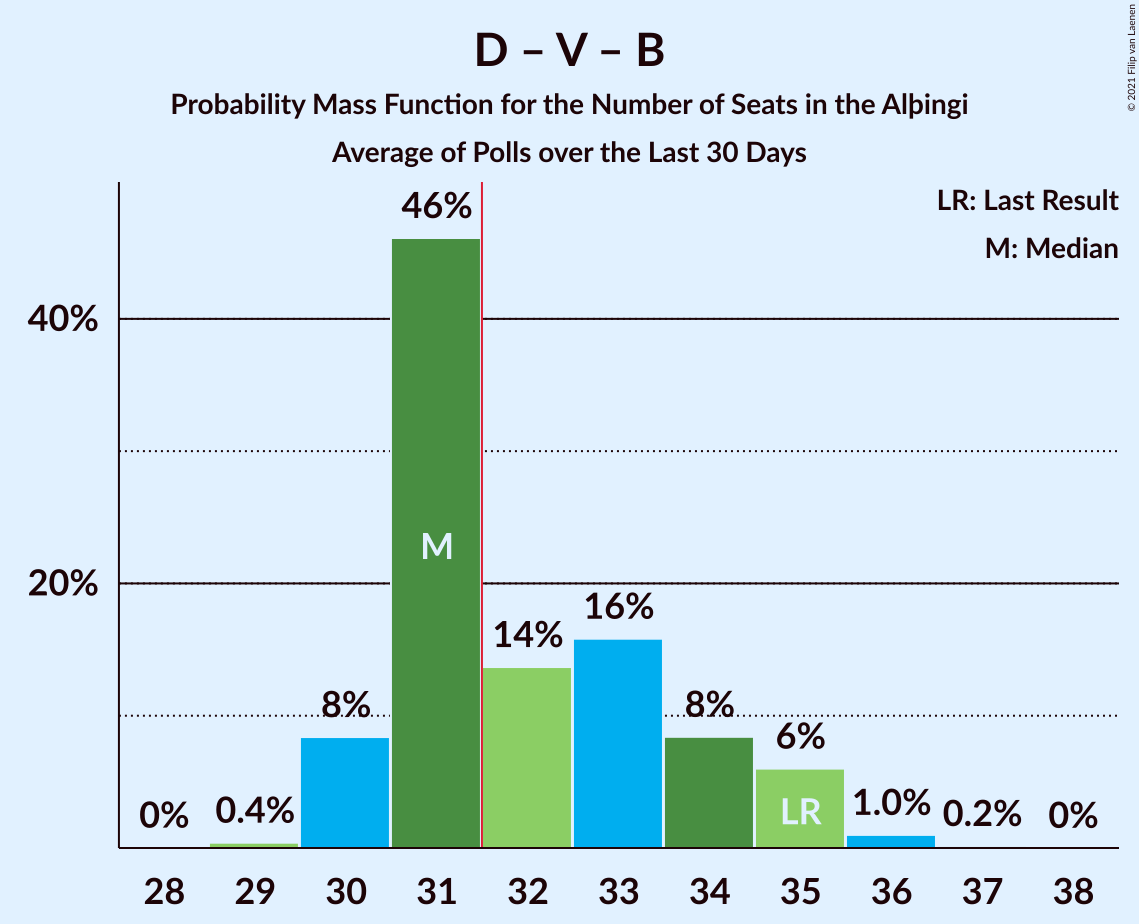 D – V – B
Probability Mass Function for the Number of Seats in the Alþingi
Average of Polls over the Last 30 Days
© 2021 Filip van Laenen
LR: Last Result
M: Median
46%
40%
M
20%
16%
14%
8%
8%
6%
0%
0.4%
LR
1.0%
0.2%
0%
28 29 30 31 32 33 34 35 36 37 38